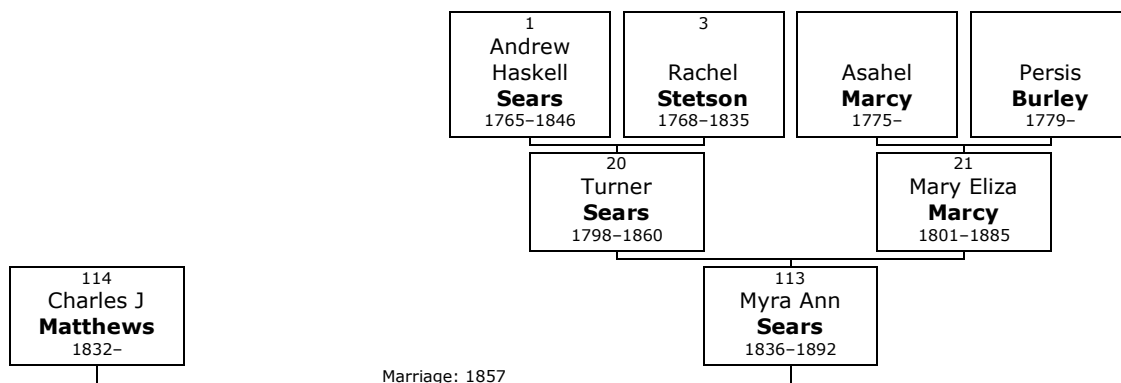 1
Andrew
Haskell
Sears
1765–1846
3
Rachel
Stetson
1768–1835
Asahel
Marcy
1775–
Persis
Burley
1779–
20
Turner
Sears
1798–1860
21
Mary Eliza
Marcy
1801–1885
114
Charles J
Matthews
1832–
113
Myra Ann
Sears
1836–1892
Marriage: 1857